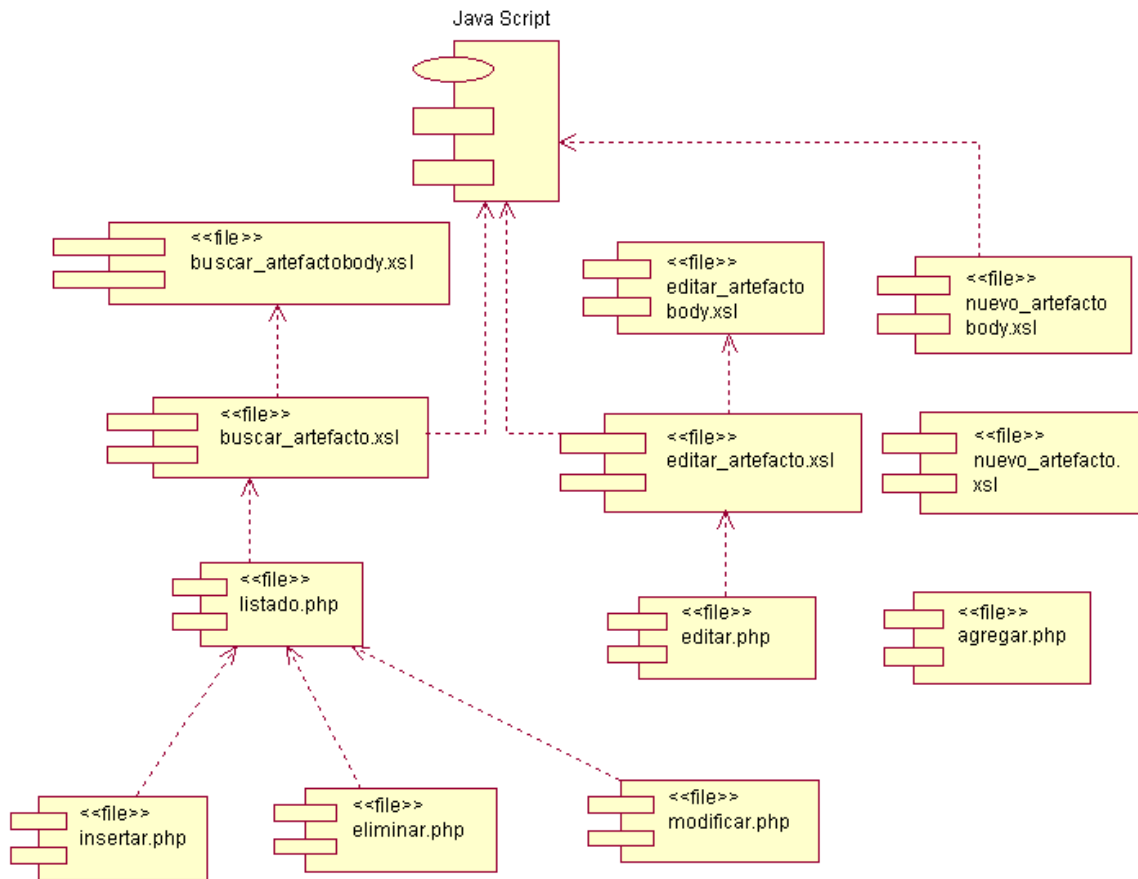 Java Script
<<file>>
buscar_artefactobody.xsl
<<file>>
editar_artefacto
body.xsl
<<file>>
nuevo_artefacto
body.xsl
<<file>>
buscar_artefacto.xsl
<<file>>
editar_artefacto.xsl
<<file>>
nuevo_artefacto.
xsl
<<file>>
listado.php
<<file>>
editar.php
<<file>>
agregar.php
<<file>>
insertar.php
<<file>>
eliminar.php
<<file>>
modificar.php